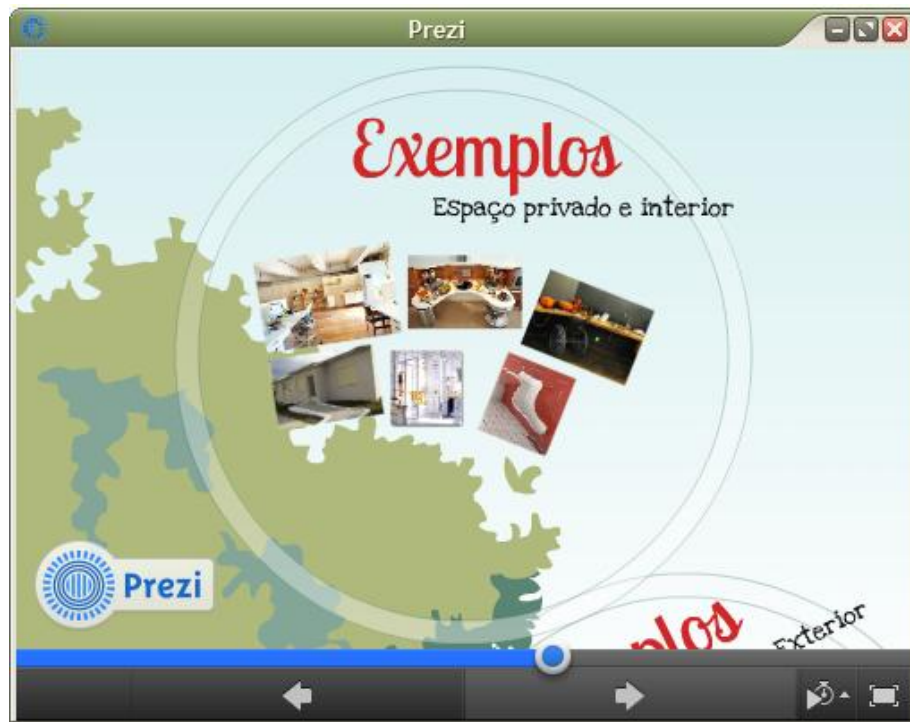 Prezi
Exemplos
Espaço privado e interior
Prezi
Exterior